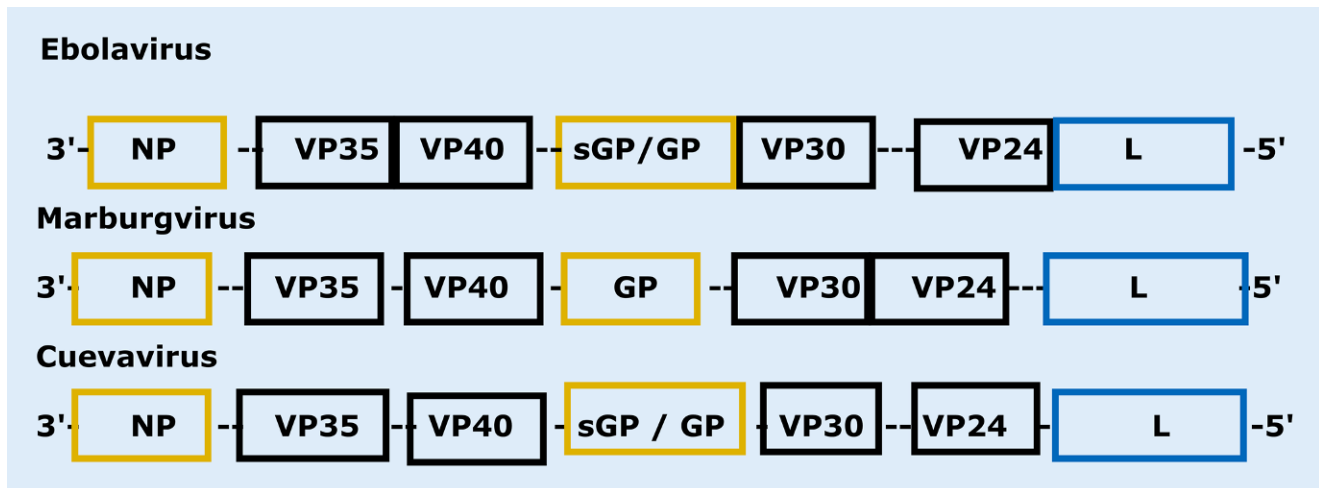 Ebolavirus
3'- NP -- VP35 VP40 -- sGP/GP VP30 --- VP24 L -5'
Marburgvirus
3'- NP -- VP35 - VP40 - GP -- VP30 VP24 --- L -5'
Cuevavirus
3'- NP -- VP35 -- VP40 - sGP / GP - VP30 -- VP24 - L -5'